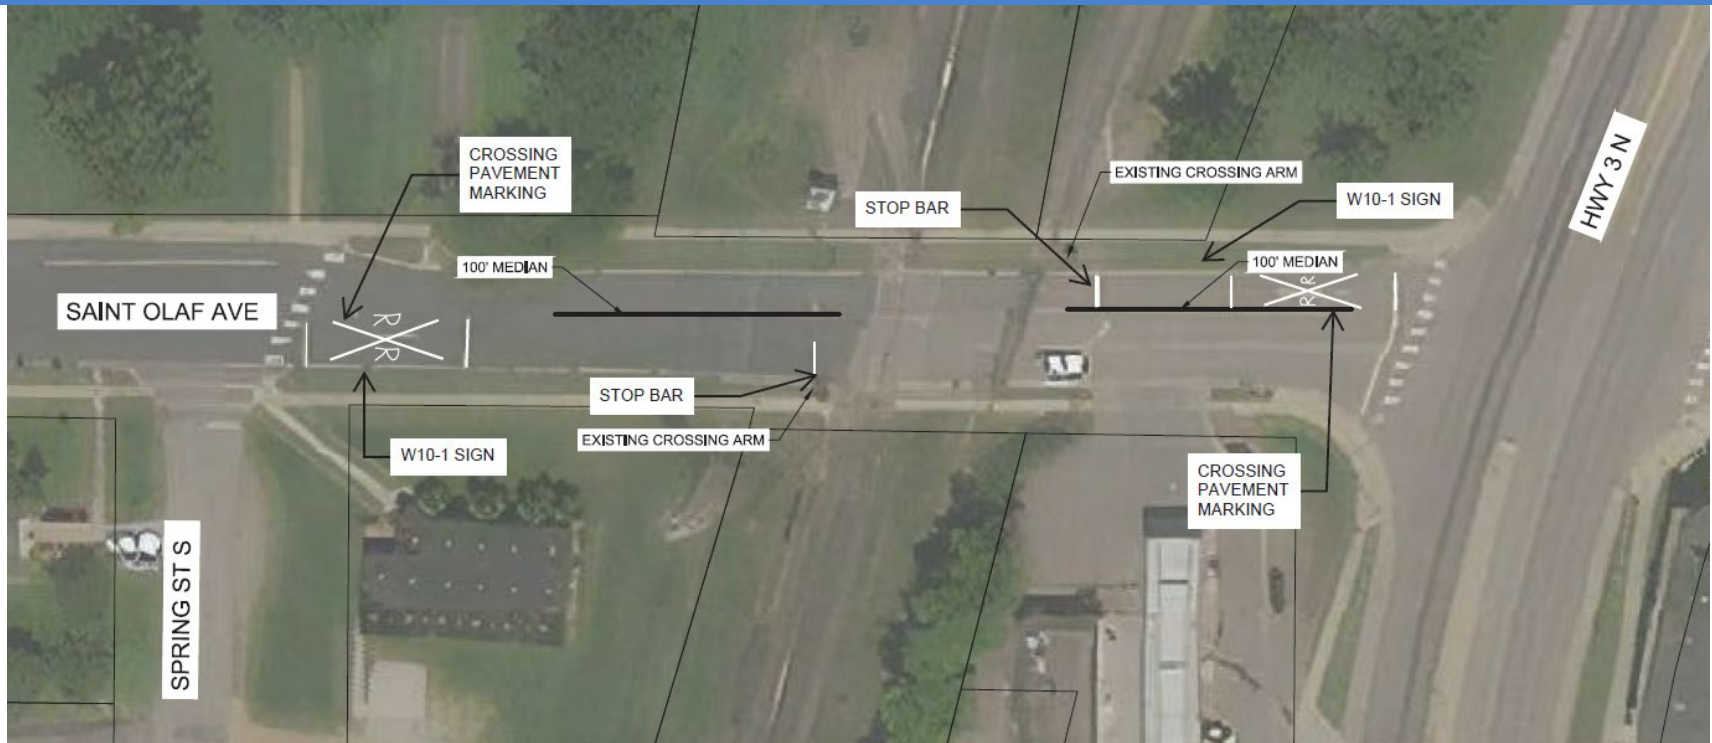 CROSSING
PAVEMENT
MARKING
EXISTING CROSSING ARM
STOP BAR
W10-1 SIGN
HWY 3 N
100' MEDIAN
100' MEDIAN
SAINT OLAF AVE
R
R
R
R
STOP BAR
EXISTING CROSSING ARM
W10-1 SIGN
CROSSING
PAVEMENT
MARKING
SPRING ST S